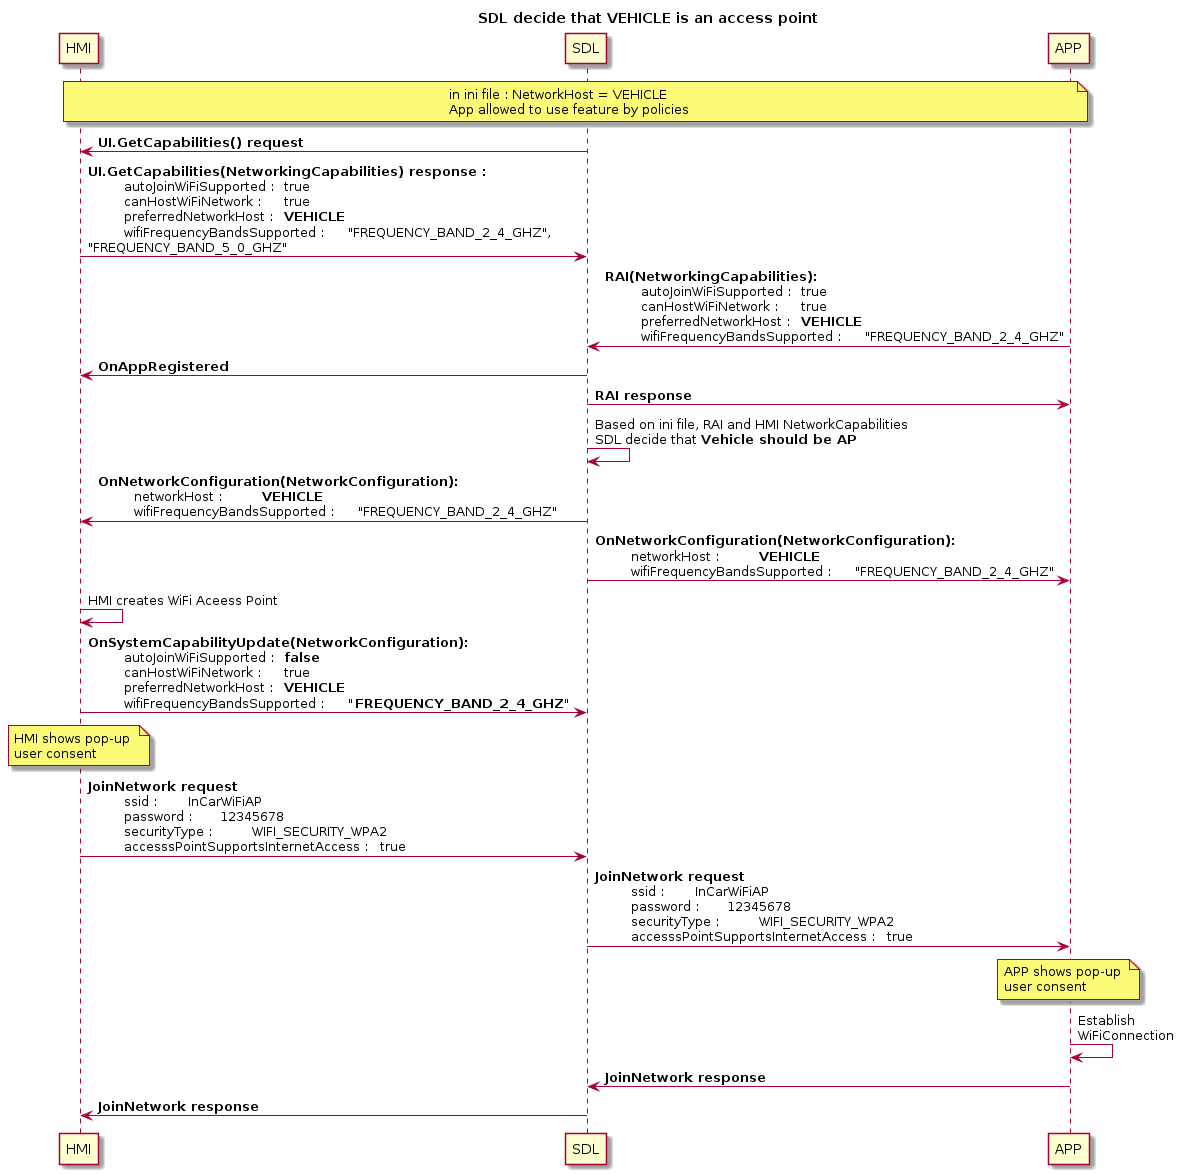 SDL decide that VEHICLE is an access point
HMI SDL APP
in ini file : NetworkHost = VEHICLE
App allowed to use feature by policies
UI.GetCapabilities() request
UI.GetCapabilities(NetworkingCapabilities) response :
autoJoinWiFiSupported : true
canHostWiFiNetwork : true
preferredNetworkHost : VEHICLE
wifiFrequencyBandsSupported : "FREQUENCY_BAND_2_4_GHZ",
"FREQUENCY_BAND_5_0_GHZ"
RAI(NetworkingCapabilities):
autoJoinWiFiSupported : true
canHostWiFiNetwork : true
preferredNetworkHost : VEHICLE
wifiFrequencyBandsSupported : "FREQUENCY_BAND_2_4_GHZ"
OnAppRegistered
RAI response
Based on ini file, RAI and HMI NetworkCapabilities
SDL decide that Vehicle should be AP
OnNetworkConfiguration(NetworkConfiguration):
networkHost : VEHICLE
wifiFrequencyBandsSupported : "FREQUENCY_BAND_2_4_GHZ"
OnNetworkConfiguration(NetworkConfiguration):
networkHost : VEHICLE
wifiFrequencyBandsSupported : "FREQUENCY_BAND_2_4_GHZ"
HMI creates WiFi Aceess Point
OnSystemCapabilityUpdate(NetworkConfiguration):
autoJoinWiFiSupported : false
canHostWiFiNetwork : true
preferredNetworkHost : VEHICLE
wifiFrequencyBandsSupported : "FREQUENCY_BAND_2_4_GHZ"
HMI shows pop-up
user consent
JoinNetwork request
ssid : InCarWiFiAP
password : 12345678
securityType : WIFI_SECURITY_WPA2
accesssPointSupportsInternetAccess : true
JoinNetwork request
ssid : InCarWiFiAP
password : 12345678
securityType : WIFI_SECURITY_WPA2
accesssPointSupportsInternetAccess : true
APP shows pop-up
user consent
Establish
WiFiConnection
JoinNetwork response
JoinNetwork response
HMI SDL APP